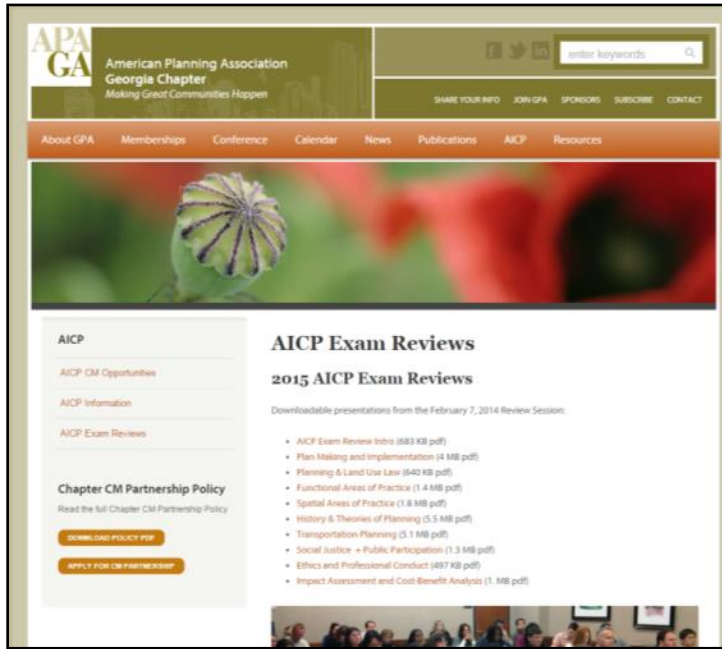 APA
GA
American Planning Association
Georgia Chapter
Making Great Communities Happen
enter keywords
SHARE YOUR INFO JOIN GPA SPONSORS SUBSCRIBE CONTACT
About GPA Memberships Conference Calendar News Publications AICP Resources
AICP
AICP CM Opportunities
AICP Information
AICP Exam Reviews
Chapter CM Partnership Policy
Read the full Chapter CM Partnership Policy
DOWNLOAD POLICY PDF
APPLY FOR CM PARTNERSHIP
AICP Exam Reviews
2015 AICP Exam Reviews
Downloadable presentations from the February 7, 2014 Review Session:
• AICP Exam Review Intro (683 KB pdf)
• Plan Making and Implementation (4 MB pdf)
• Planning & Land Use Law (640 KB pdf)
• Functional Areas of Practice (1.4 MB pdf)
• Spatial Areas of Practice (1.8 MB pdf)
• History & Theories of Planning (5.5 MB pdf)
• Transportation Planning (5.1 MB pdf)
• Social Justice + Public Participation (1.3 MB pdf)
• Ethics and Professional Conduct (497 KB pdf)
• Impact Assessment and Cost-Benefit Analysis (1. MB pdf)